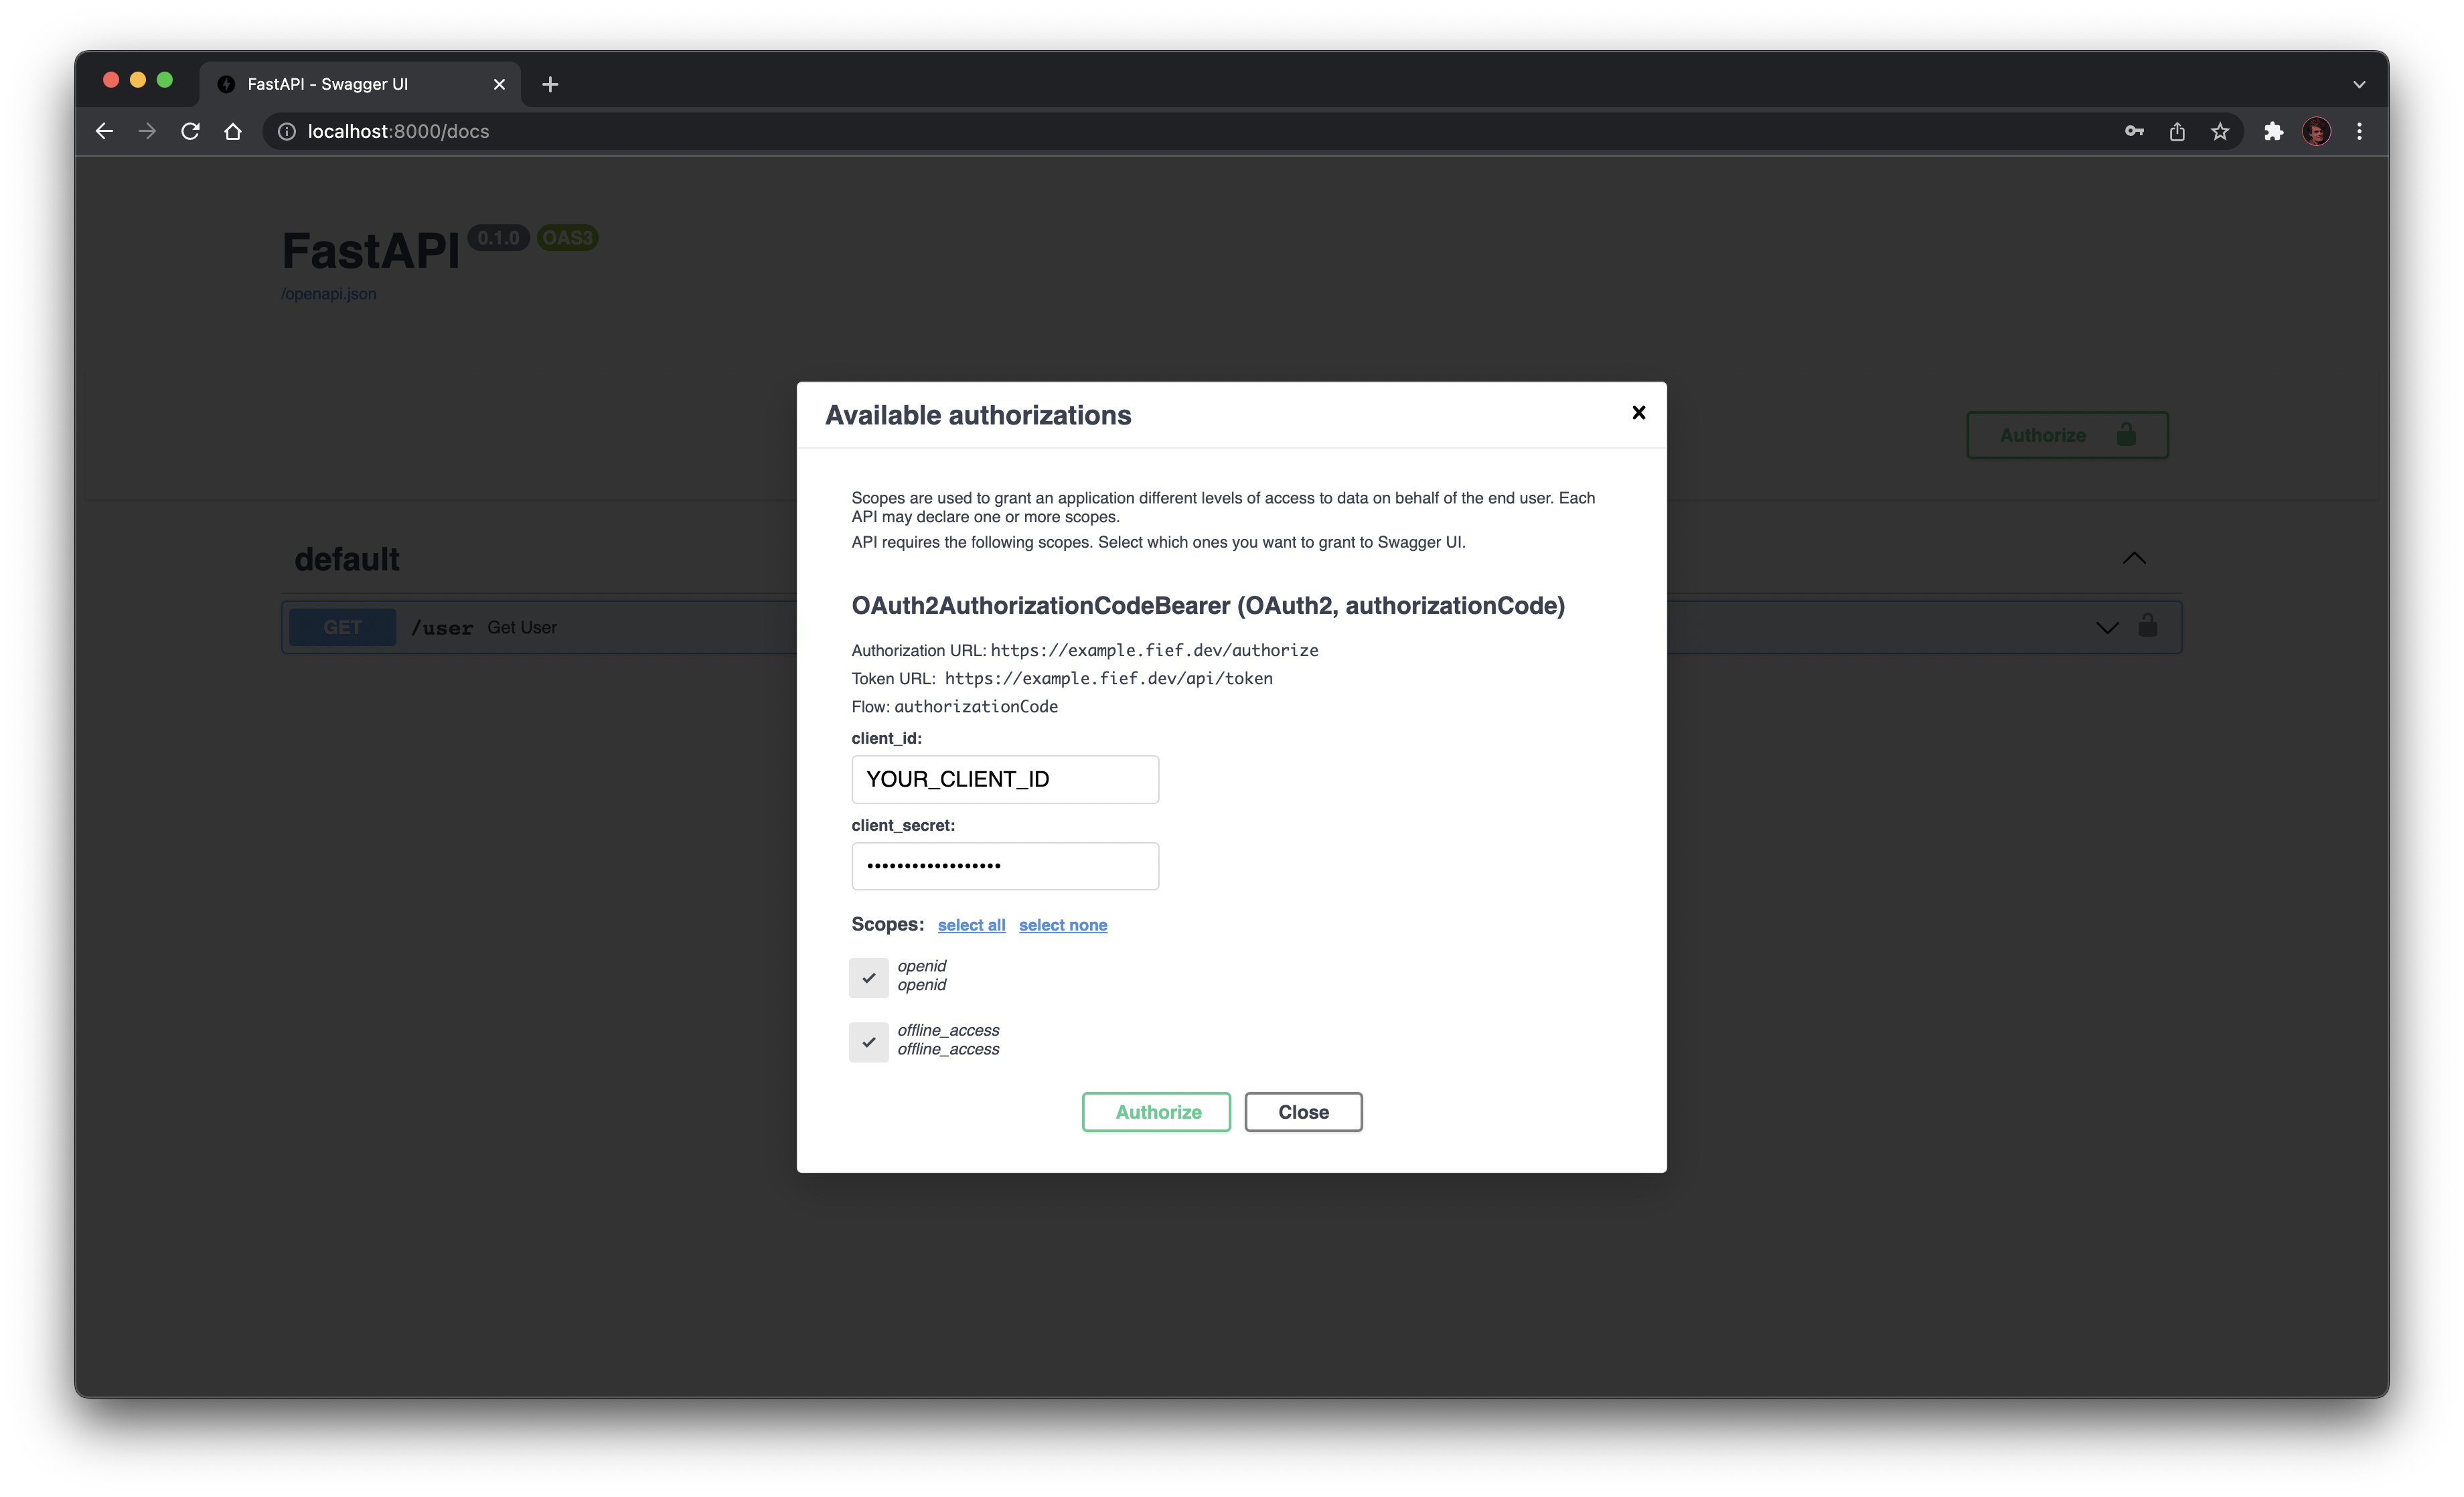 FastAPI - Swagger UI
localhost:8000/docs
FastAPI 0.1.0 OAS3
/openapi.json
Authorize
default
GET /user Get User
Available authorizations
Scopes are used to grant an application different levels of access to data on behalf of the end user. Each
API may declare one or more scopes.
API requires the following scopes. Select which ones you want to grant to Swagger UI.
OAuth2AuthorizationCodeBearer (OAuth2, authorizationCode)
Authorization URL: https://example.fief.dev/authorize
Token URL: https://example.fief.dev/api/token
Flow: authorizationCode
client_id:
YOUR_CLIENT_ID
client_secret:
••••••••••••••••••
Scopes: select all select none
openid
openid
offline_access
offline_access
Authorize Close